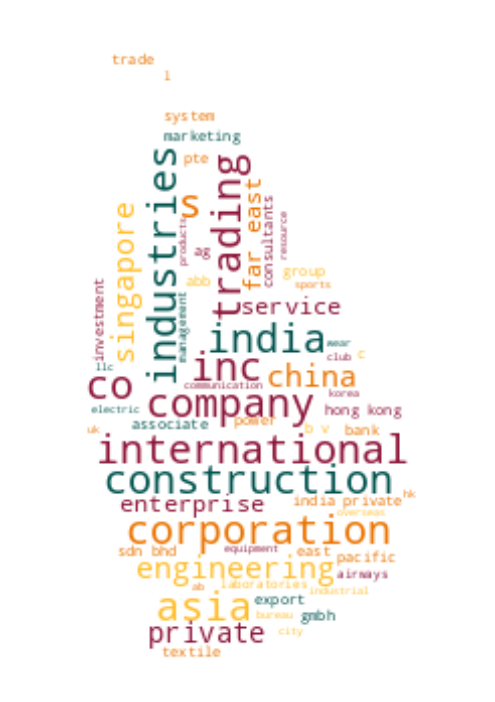 trade
l
system
marketing
pte
industries
trading
s
far east
consultants
singapore
products
resource
ag
group
abb
sports
investment
management
service
india
wear
llc
inc
club
c
co
communication
china
korea
company
electric
hong kong
associate
power
uk
b v
bank
international
construction
hk
enterprise
india private
overseas
corporation
sdn bhd
equipment
east
pacific
engineering
airways
ab
laboratories
industrial
asia
export
bureau
gmbh
private
city
textile